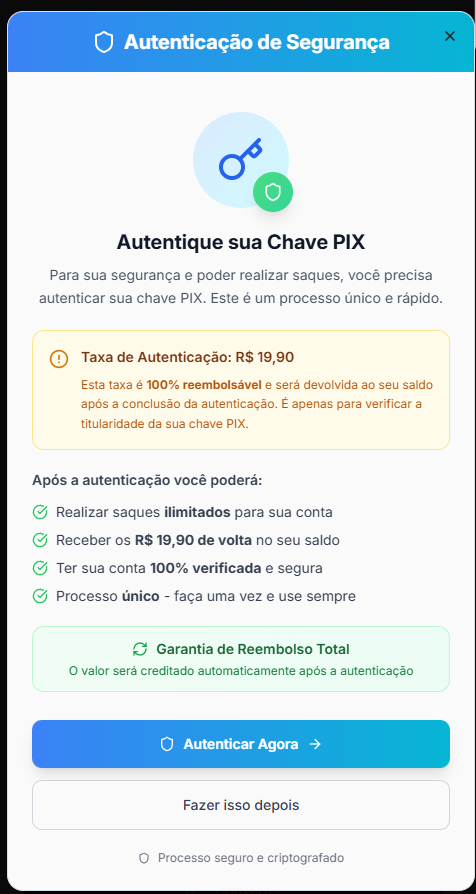 Autenticação de Segurança
Autentique sua Chave PIX
Para sua segurança e poder realizar saques, você precisa
autenticar sua chave PIX. Este é um processo único e rápido.
Taxa de Autenticação: R$ 19,90
Esta taxa é 100% reembolsável e será devolvida ao seu saldo
após a conclusão da autenticação. É apenas para verificar a
titularidade da sua chave PIX.
Após a autenticação você poderá:
Realizar saques ilimitados para sua conta
Receber os R$ 19,90 de volta no seu saldo
Ter sua conta 100% verificada e segura
Processo único - faça uma vez e use sempre
Garantia de Reembolso Total
O valor será creditado automaticamente após a autenticação
Autenticar Agora
Fazer isso depois
Processo seguro e criptografado